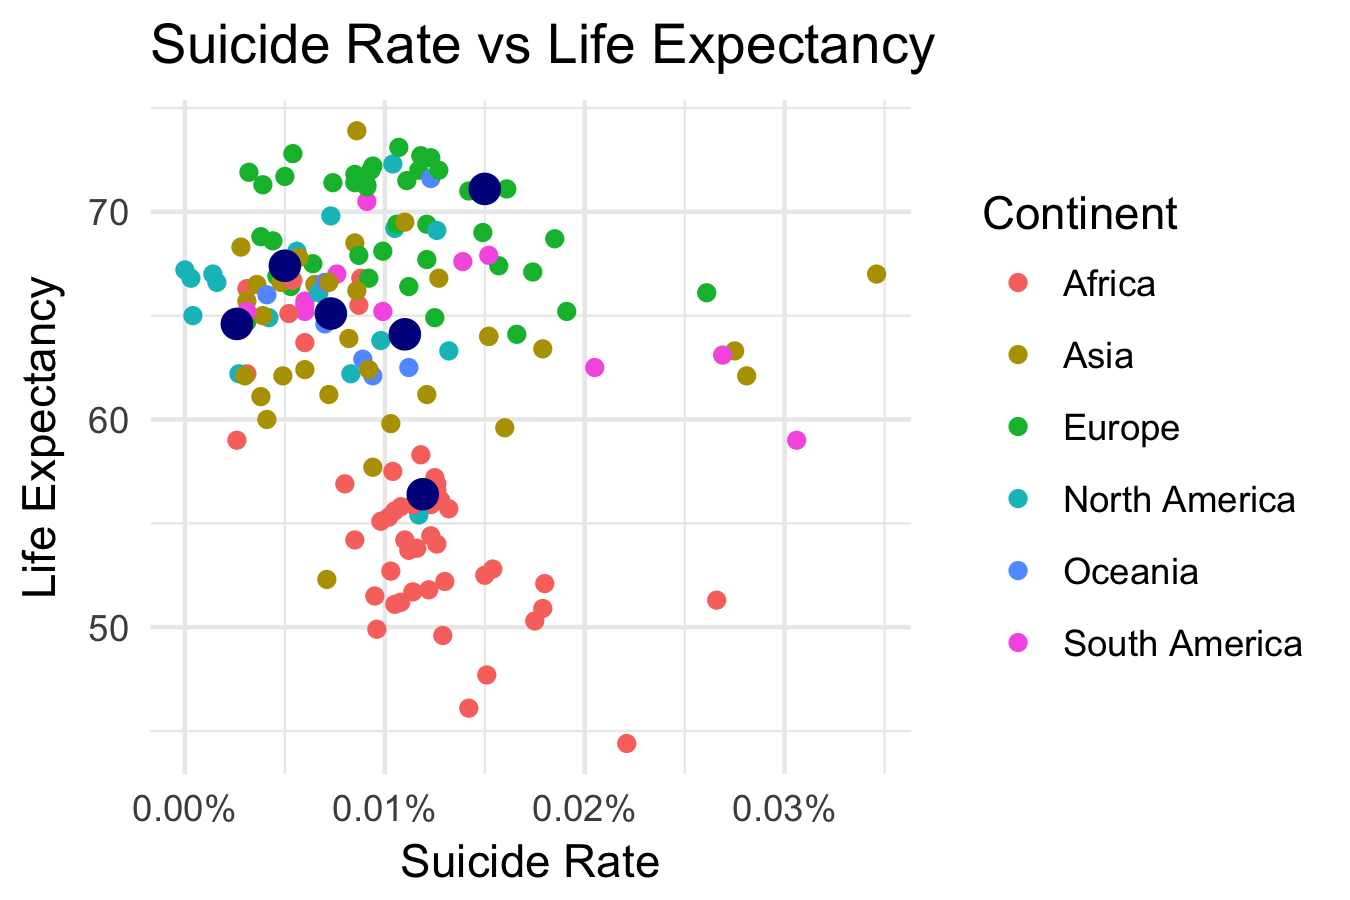 Suicide Rate vs Life Expectancy
Life Expectancy
70
60
50
0.00% 0.01% 0.02% 0.03%
Suicide Rate
Continent
Africa
Asia
Europe
North America
Oceania
South America